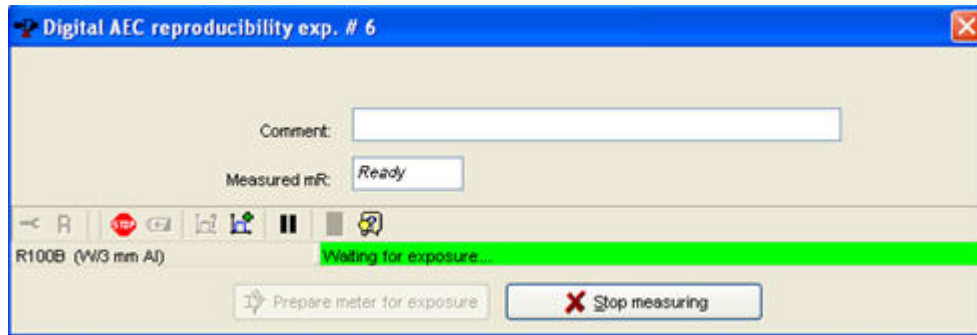 Digital AEC reproducibility exp. # 6
Comment:
Measured mR: Ready
R STOP
R100B (W/3 mm Al) Waiting for exposure...
Prepare meter for exposure Stop measuring